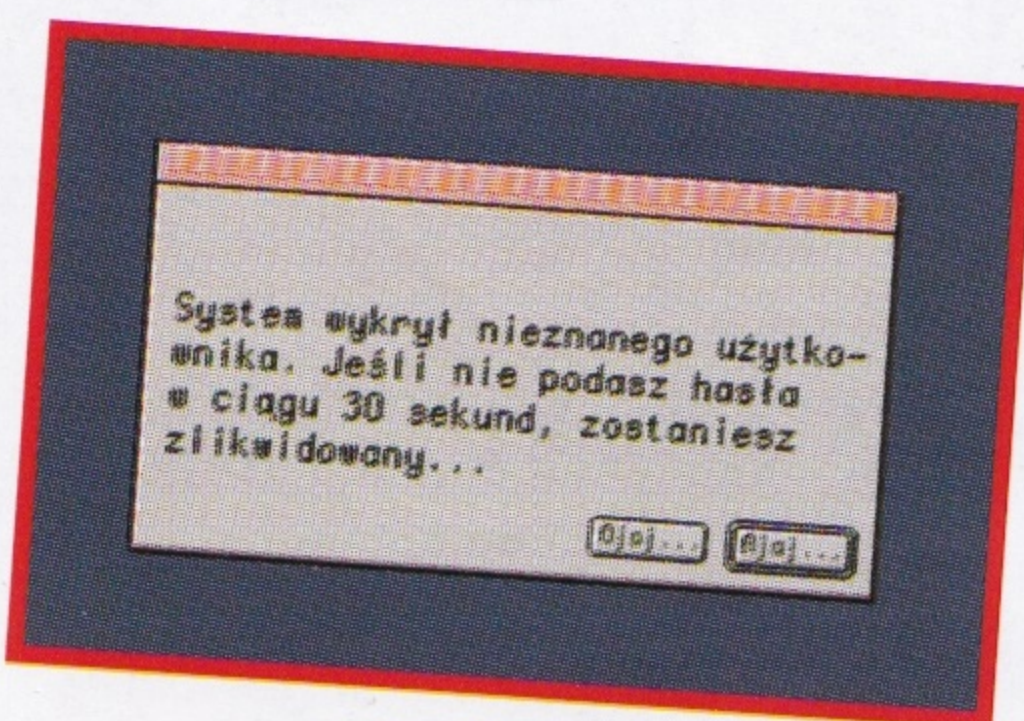 System wykrył nieznanego użytko-
wnika. Jeśli nie podasz hasła
w ciągu 30 sekund, zostaniesz
zlikwidowany...
Ojoj... Ajaj...